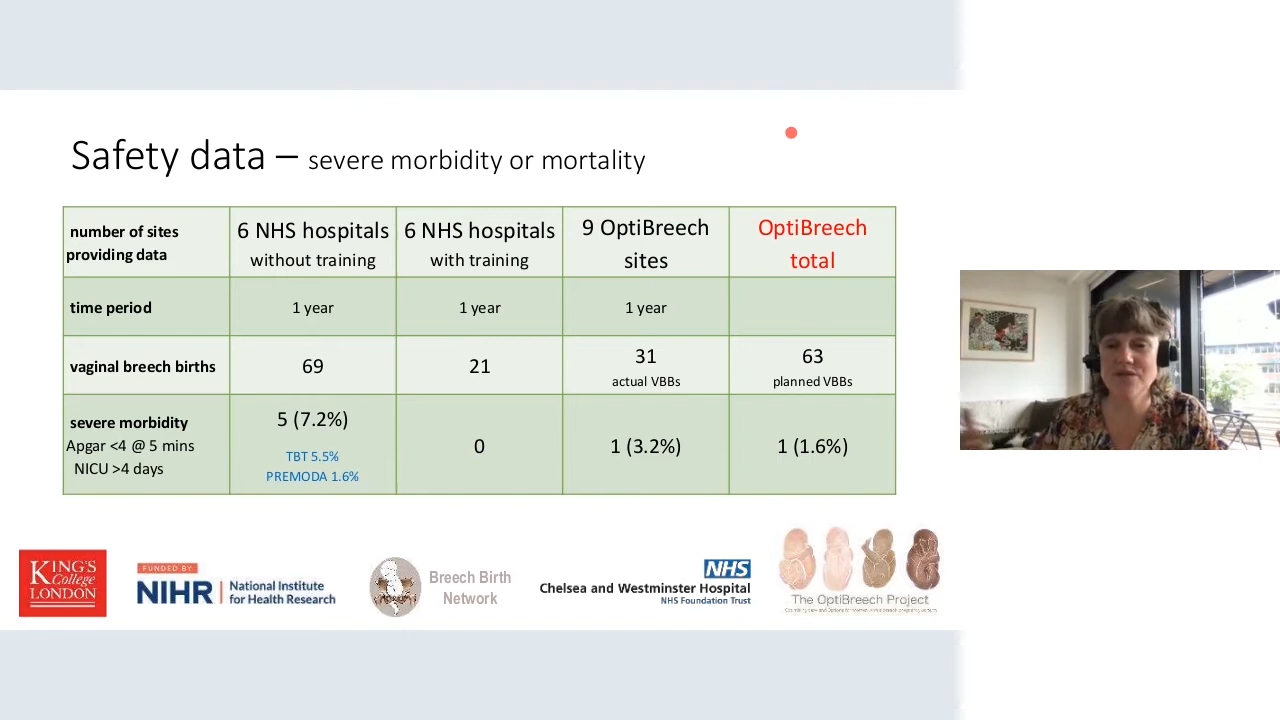 Safety data – severe morbidity or mortality
number of sites
providing data
6 NHS hospitals
without training
6 NHS hospitals
with training
9 OptiBreech
sites
OptiBreech
total
time period
1 year
1 year
1 year
vaginal breech births
69
21
31
actual VBBs
63
planned VBBs
severe morbidity
Apgar <4 @ 5 mins
NICU >4 days
5 (7.2%)
TBT 5.5%
PREMODA 1.6%
0
1 (3.2%)
1 (1.6%)
KING'S
College
LONDON
FUNDED BY
NIHR | National Institute
for Health Research
Breech Birth
Network
NHS
Chelsea and Westminster Hospital
NHS Foundation Trust
The OptiBreech Project